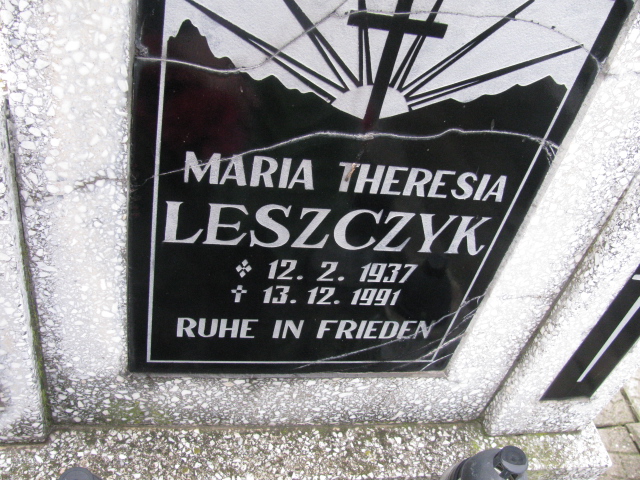 MARIA THERESIA
LESZCZYK
12. 2. 1937
✝ 13. 12. 1991
RUHE IN FRIEDEN